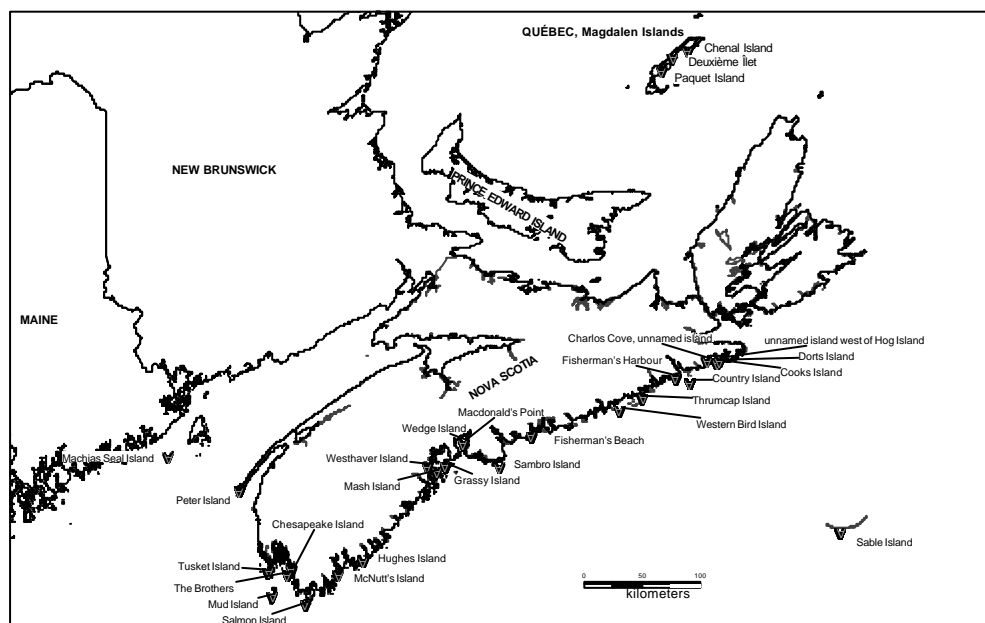 QUÉBEC, Magdalen Islands
Chenal Island
Deuxième Îlet
Paquet Island
NEW BRUNSWICK
PRINCE EDWARD ISLAND
MAINE
Charlos Cove, unnamed island
unnamed island west of Hog Island
Dorts Island
Fisherman's Harbour
Cooks Island
NOVA SCOTIA
Country Island
Thrumcap Island
Macdonald's Point
Western Bird Island
Wedge Island
Fisherman's Beach
Machias Seal Island
Westhaver Island
Sambro Island
Grassy Island
Mash Island
Peter Island
Chesapeake Island
Sable Island
Hughes Island
Tusket Island
McNutt's Island
The Brothers
0 50 100
kilometers
Mud Island
Salmon Island